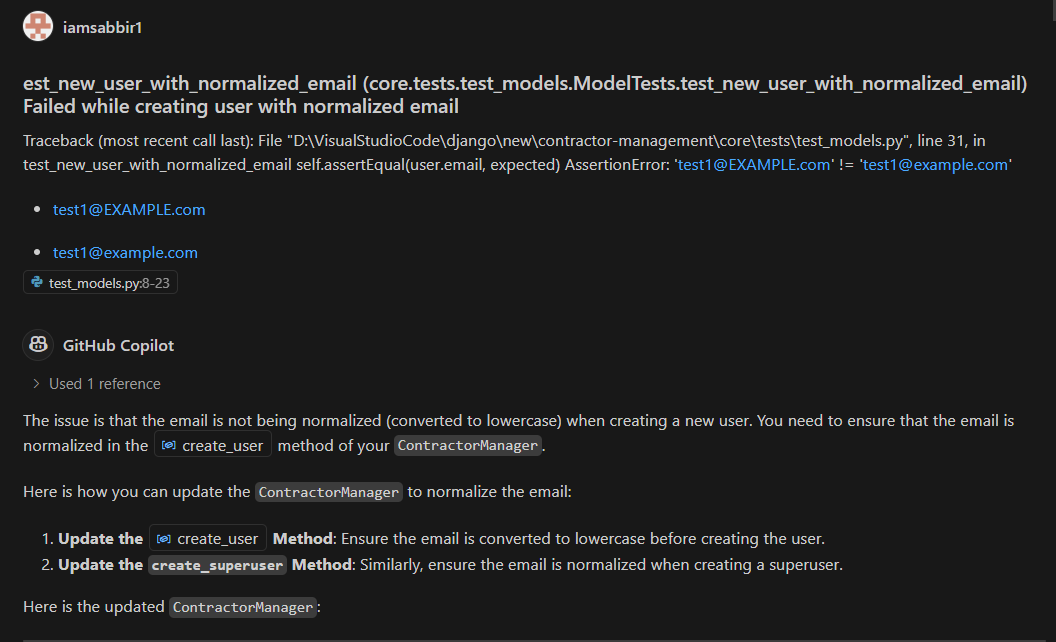 iamsabbir1
est_new_user_with_normalized_email (core.tests.test_models.ModelTests.test_new_user_with_normalized_email)
Failed while creating user with normalized email
Traceback (most recent call last): File "D:\VisualStudioCode\django\new\contractor-management\core\tests\test_models.py", line 31, in
test_new_user_with_normalized_email self.assertEqual(user.email, expected) AssertionError: 'test1@EXAMPLE.com' != 'test1@example.com'
• test1@EXAMPLE.com
• test1@example.com
test_models.py:8-23
GitHub Copilot
> Used 1 reference
The issue is that the email is not being normalized (converted to lowercase) when creating a new user. You need to ensure that the email is
normalized in the create_user method of your ContractorManager.
Here is how you can update the ContractorManager to normalize the email:
1. Update the create_user Method: Ensure the email is converted to lowercase before creating the user.
2. Update the create_superuser Method: Similarly, ensure the email is normalized when creating a superuser.
Here is the updated ContractorManager: